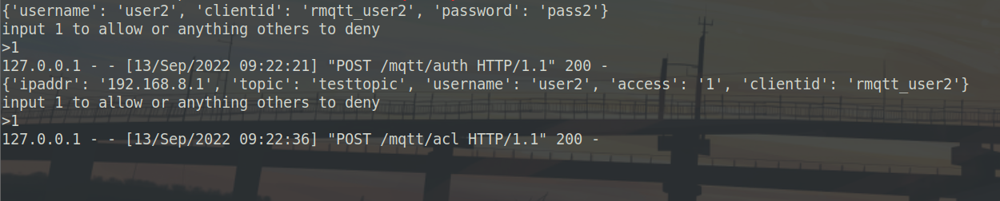 {'username': 'user2', 'clientid': 'rmqtt_user2', 'password': 'pass2'}
input 1 to allow or anything others to deny
>1
127.0.0.1 - - [13/Sep/2022 09:22:21] "POST /mqtt/auth HTTP/1.1" 200 -
{'ipaddr': '192.168.8.1', 'topic': 'testtopic', 'username': 'user2', 'access': '1', 'clientid': 'rmqtt_user2'}
input 1 to allow or anything others to deny
>1
127.0.0.1 - - [13/Sep/2022 09:22:36] "POST /mqtt/acl HTTP/1.1" 200 -